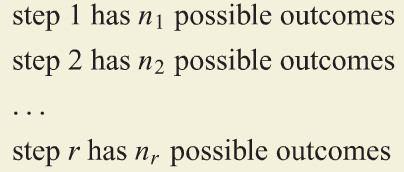 step 1 has n₁ possible outcomes
step 2 has n₂ possible outcomes
...
step r has nᵣ possible outcomes